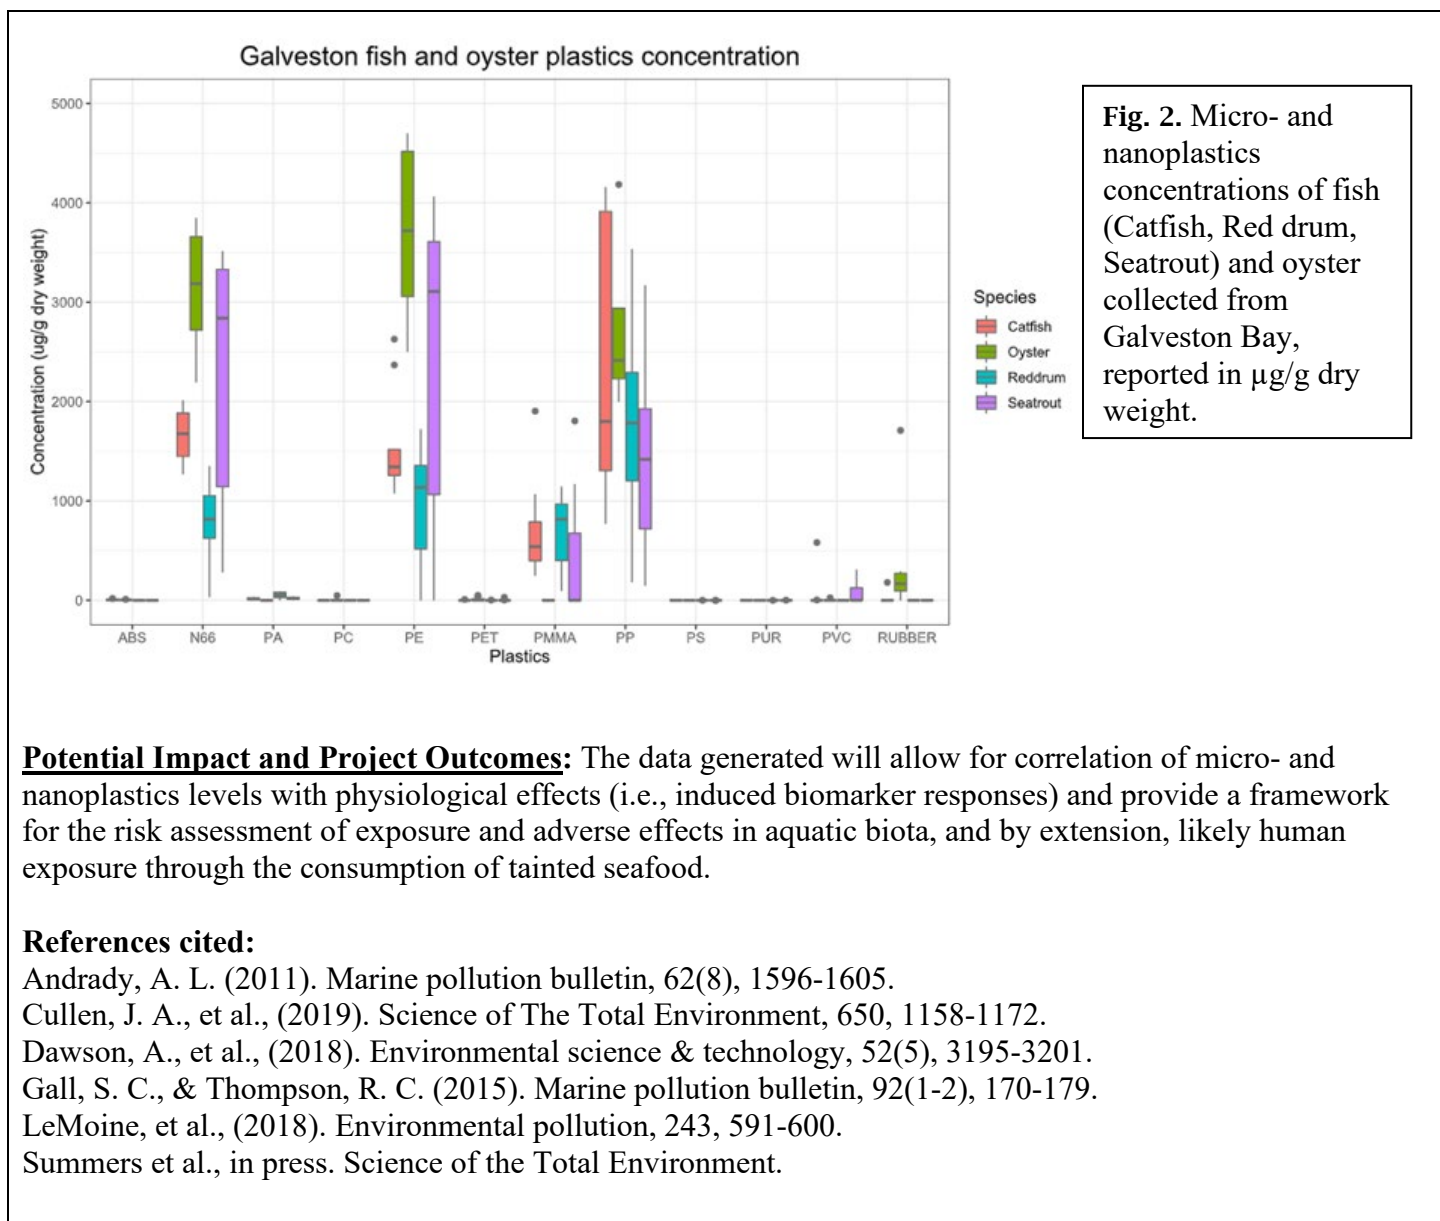 Galveston fish and oyster plastics concentration
Fig. 2. Micro- and
nanoplastics
concentrations of fish
(Catfish, Red drum,
Seatrout) and oyster
collected from
Galveston Bay,
reported in µg/g dry
weight.
Concentration (ug/g dry weight)
5000
4000
3000
2000
1000
0
Species
Catfish
Oyster
Reddrum
Seatrout
ABS N66 PA PC PE PET PMMA PP PS PUR PVC RUBBER
Plastics
Potential Impact and Project Outcomes: The data generated will allow for correlation of micro- and
nanoplastics levels with physiological effects (i.e., induced biomarker responses) and provide a framework
for the risk assessment of exposure and adverse effects in aquatic biota, and by extension, likely human
exposure through the consumption of tainted seafood.
References cited:
Andrady, A. L. (2011). Marine pollution bulletin, 62(8), 1596-1605.
Cullen, J. A., et al., (2019). Science of The Total Environment, 650, 1158-1172.
Dawson, A., et al., (2018). Environmental science & technology, 52(5), 3195-3201.
Gall, S. C., & Thompson, R. C. (2015). Marine pollution bulletin, 92(1-2), 170-179.
LeMoine, et al., (2018). Environmental pollution, 243, 591-600.
Summers et al., in press. Science of the Total Environment.